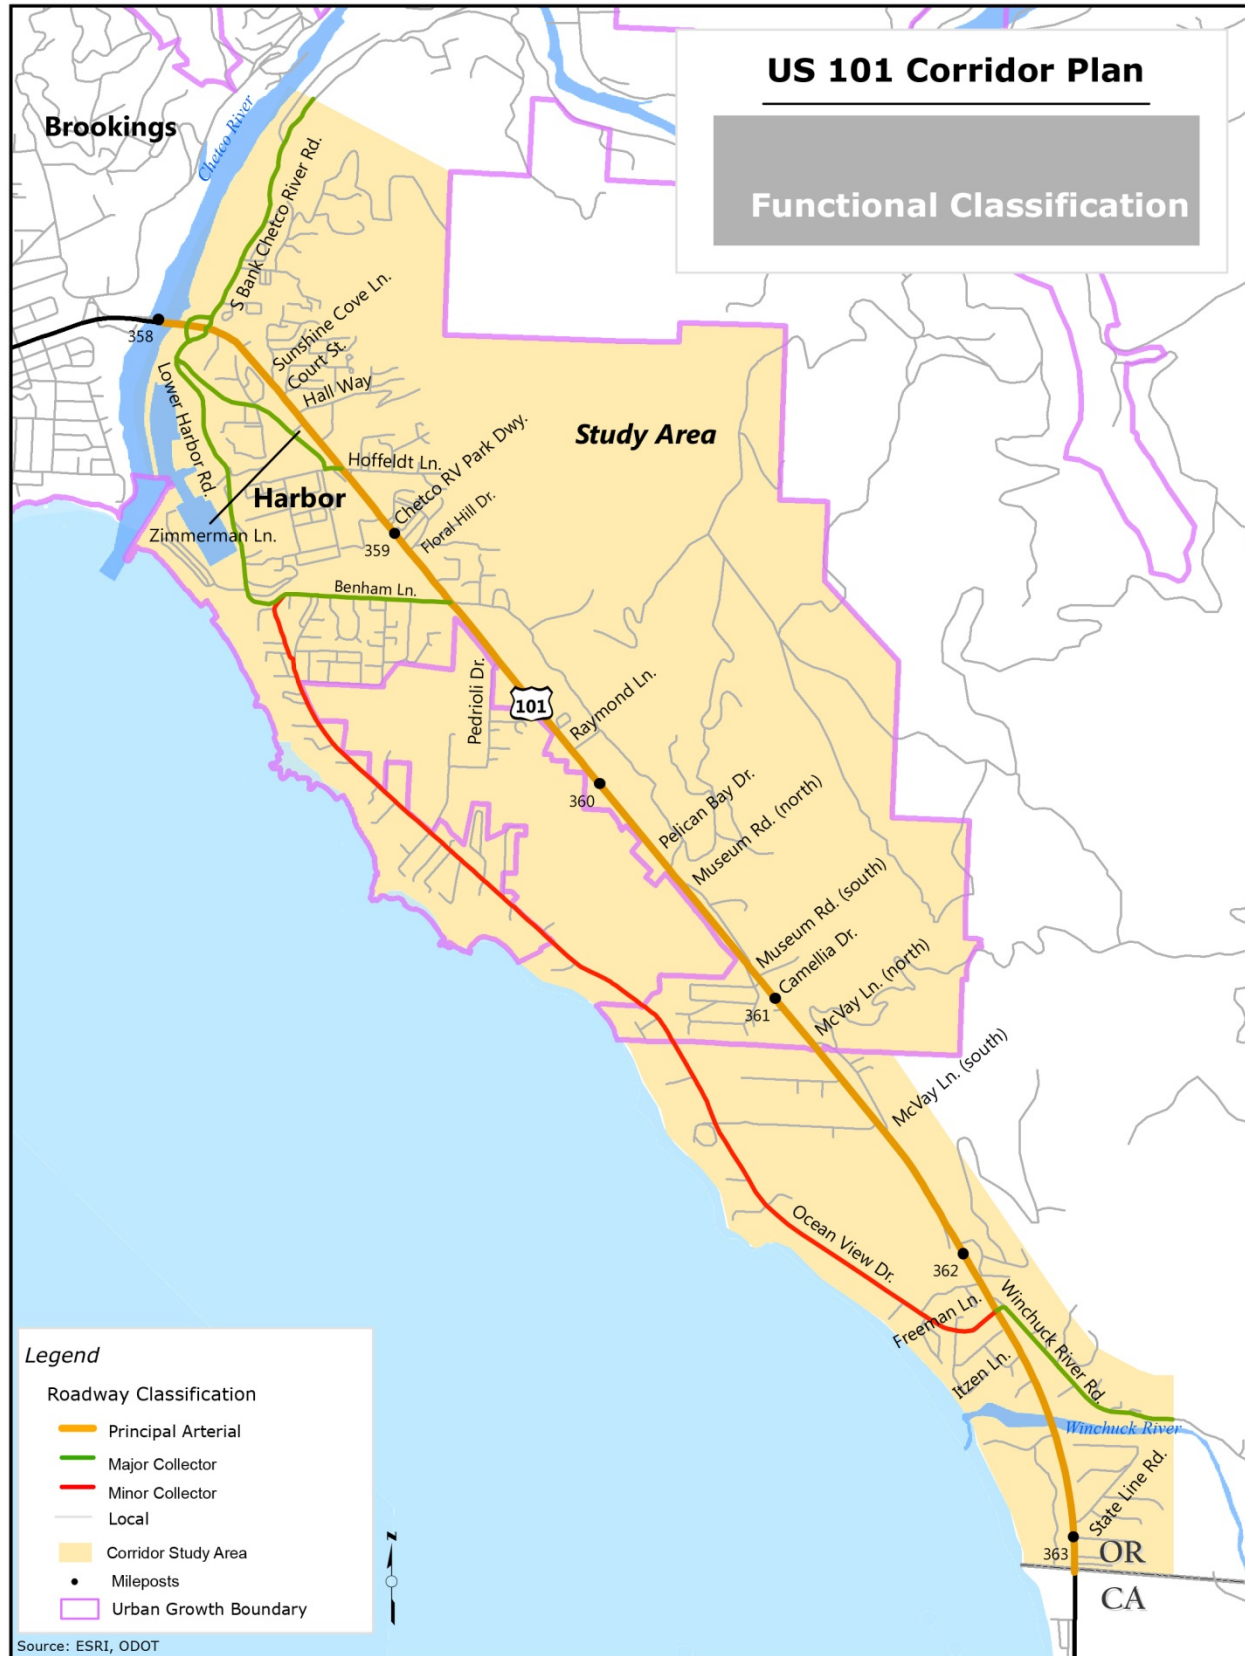 US 101 Corridor Plan
Functional Classification
Brookings
Chetco River
S Bank Chetco River Rd.
358
Sunshine Cove Ln.
Court St.
Hall Way
Lower Harbor Rd.
Hoffeldt Ln.
Chetco RV Park Dwy.
Study Area
Harbor
Zimmerman Ln.
359
Floral Hill Dr.
Benham Ln.
Pedrioli Dr.
101
Raymond Ln.
360
Pelican Bay Dr.
Museum Rd. (north)
Museum Rd. (south)
Camellia Dr.
361
McVay Ln. (north)
McVay Ln. (south)
Ocean View Dr.
362
Freeman Ln.
Winchuck River Rd.
Itzen Ln.
Winchuck River
State Line Rd.
363
OR
CA
Legend
Roadway Classification
Principal Arterial
Major Collector
Minor Collector
Local
Corridor Study Area
Mileposts
Urban Growth Boundary
z
Source: ESRI, ODOT